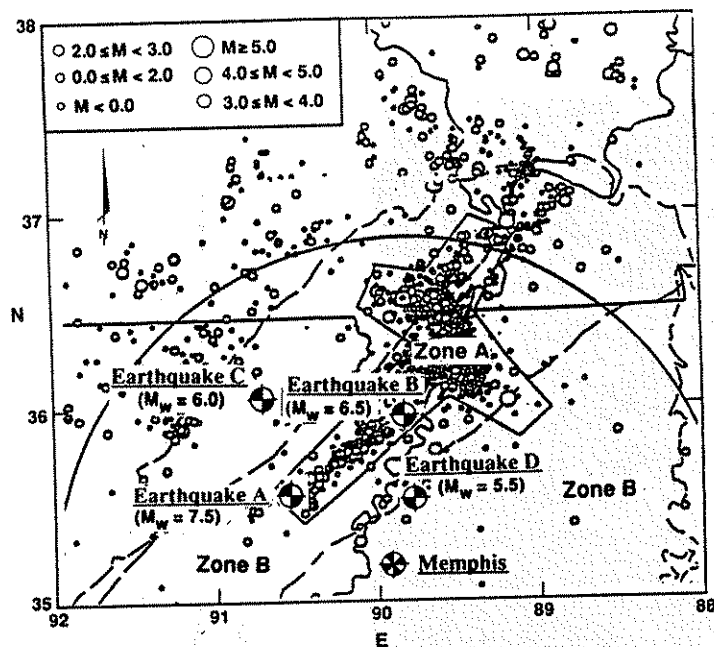 38
2.0 ≤ M < 3.0 M ≥ 5.0
0.0 ≤ M < 2.0 4.0 ≤ M < 5.0
M < 0.0 3.0 ≤ M < 4.0
N
37
N
Zone A
Earthquake C Earthquake B
(Mw = 6.0) (Mw = 6.5)
36
Earthquake D
Earthquake A (Mw = 5.5) Zone B
(Mw = 7.5)
Zone B Memphis
35
92 91 90 89 88
E